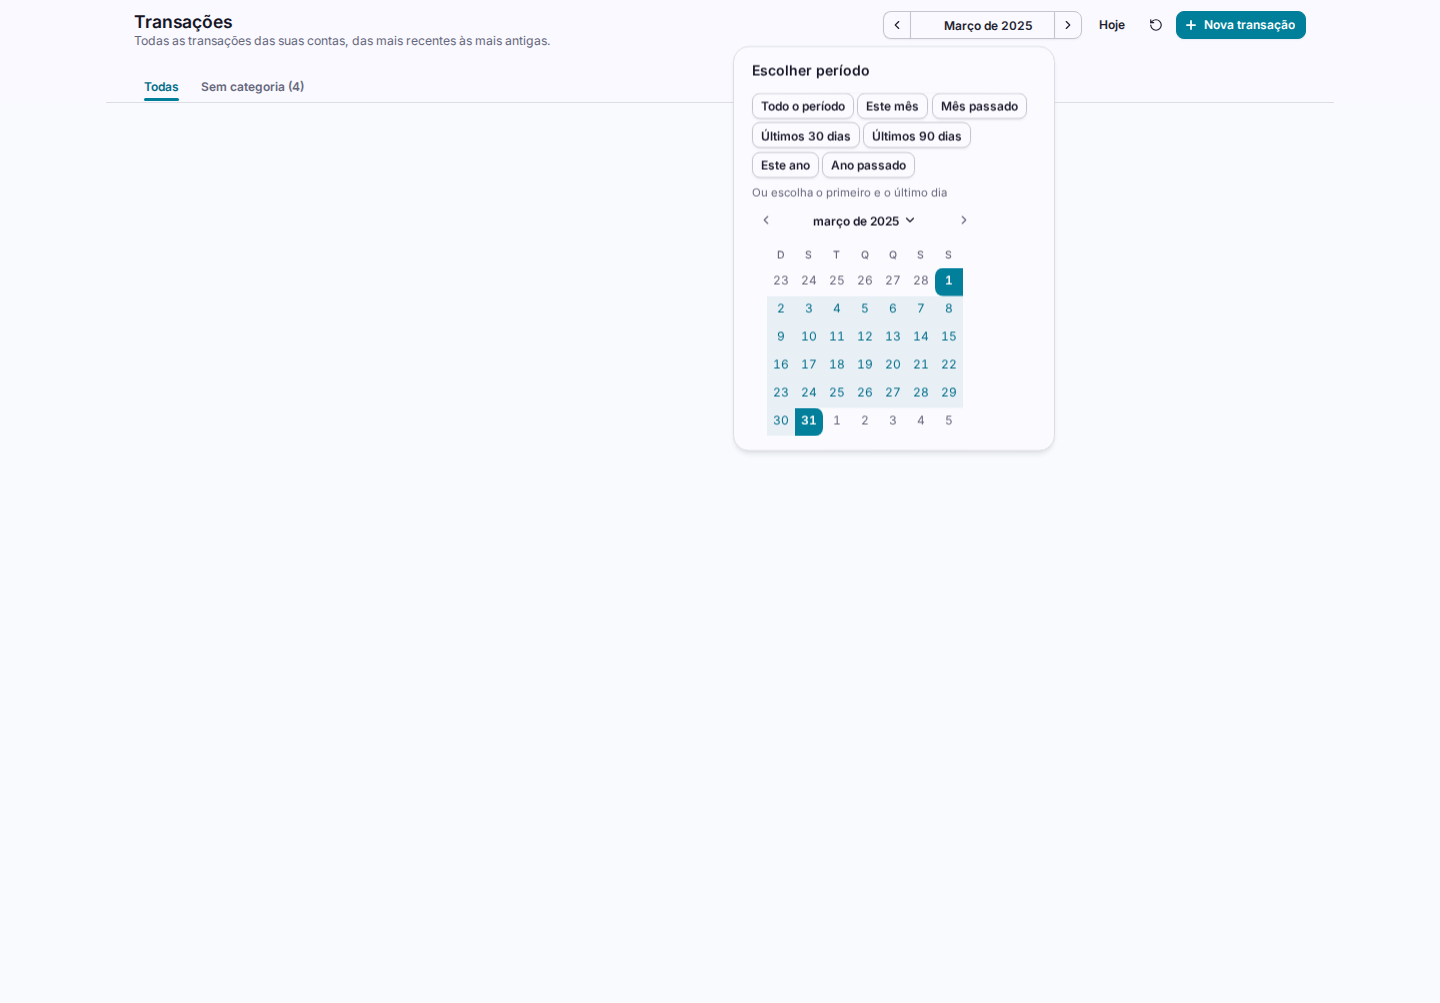 Transações
Todas as transações das suas contas, das mais recentes às mais antigas.
Março de 2025
Hoje
Nova transação
Todas
Sem categoria (4)
Escolher período
Todo o período Este mês Mês passado
Últimos 30 dias Últimos 90 dias
Este ano Ano passado
Ou escolha o primeiro e o último dia
março de 2025
D S T Q Q S S
23 24 25 26 27 28 1
2 3 4 5 6 7 8
9 10 11 12 13 14 15
16 17 18 19 20 21 22
23 24 25 26 27 28 29
30 31 1 2 3 4 5